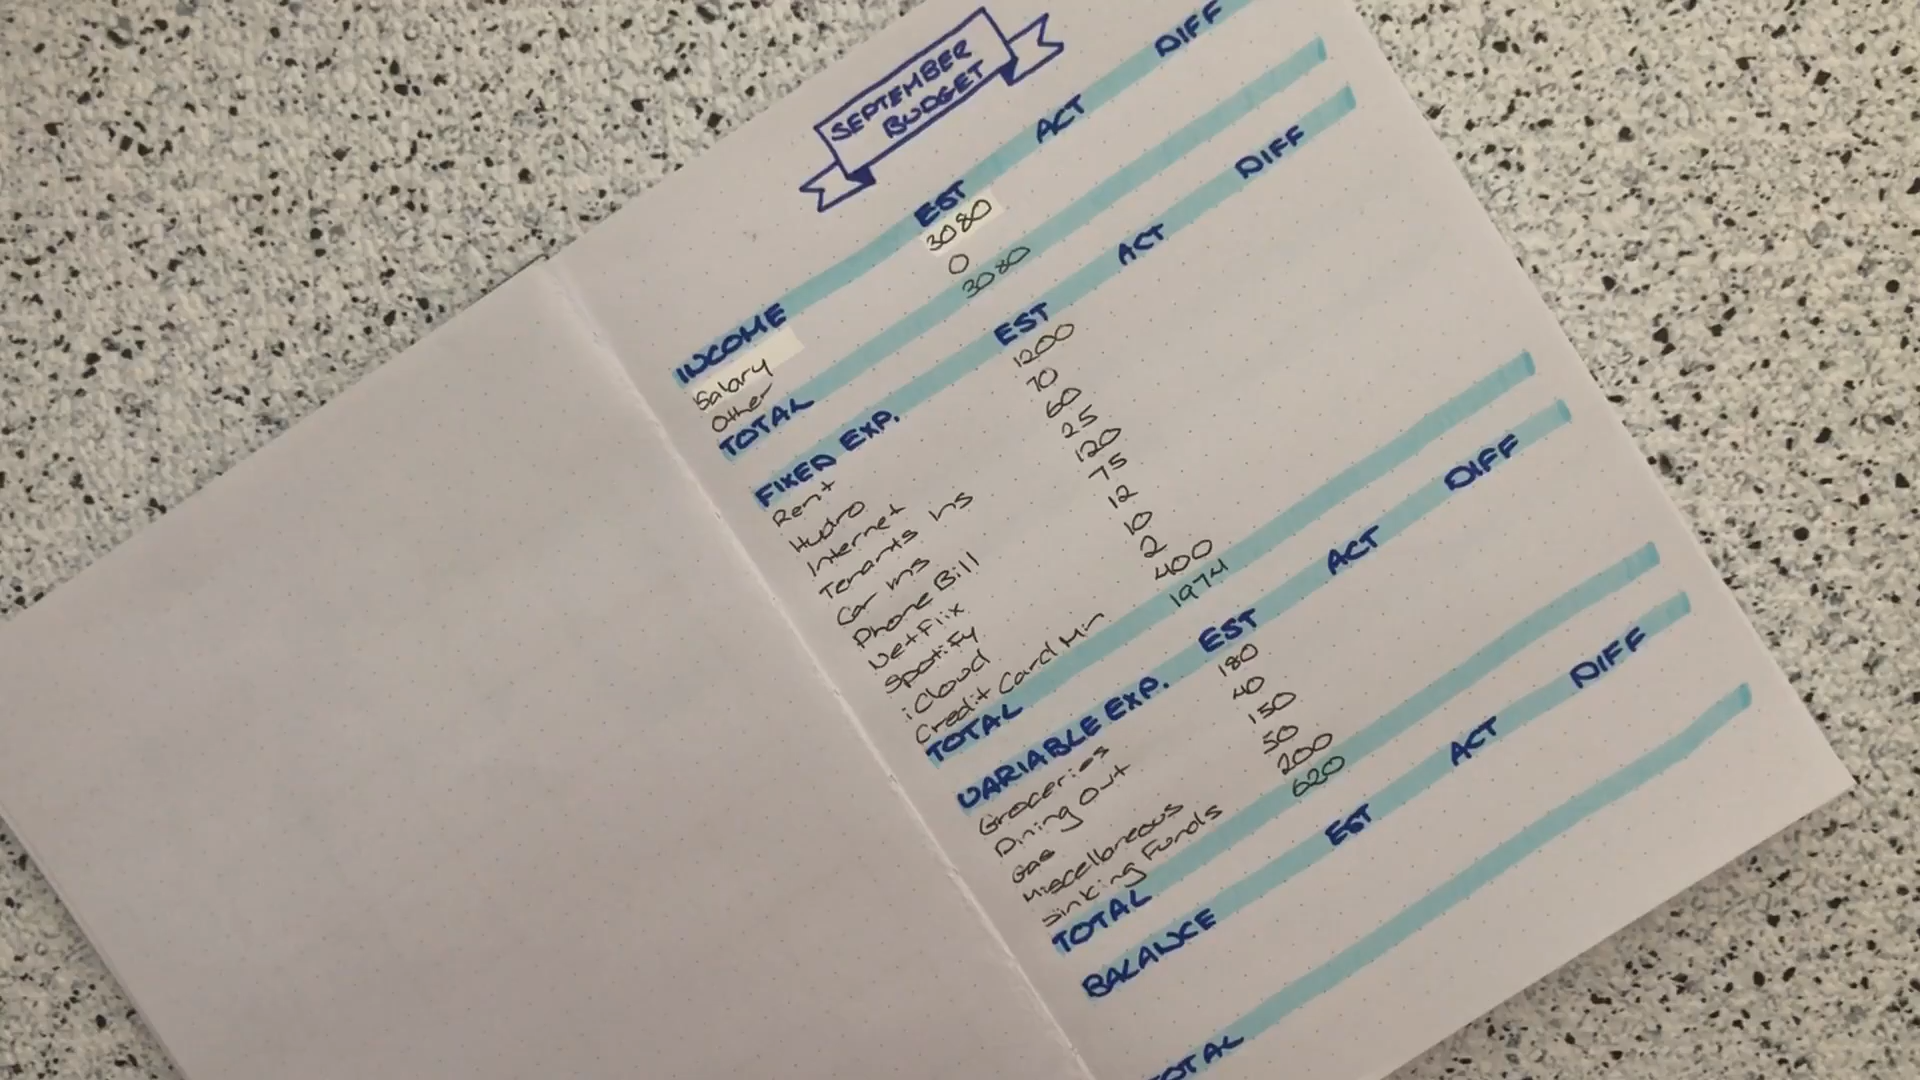 SEPTEMBER
BUDGET
INCOME EST ACT DIFF
Salary 3080
Other 0
TOTAL 3080
FIXED EXP. EST ACT DIFF
Rent 1200
Hydro 70
Internet 60
Tenants ins 25
Car ins 120
Phone Bill 75
Netflix 12
Spotify 10
iCloud 2
Credit Card Min 400
TOTAL 1974
VARIABLE EXP. EST ACT DIFF
Groceries 180
Dining Out 40
Gas 150
Miscellaneous 50
Sinking Funds 200
TOTAL 620
BALANCE EST ACT DIFF
TOTAL